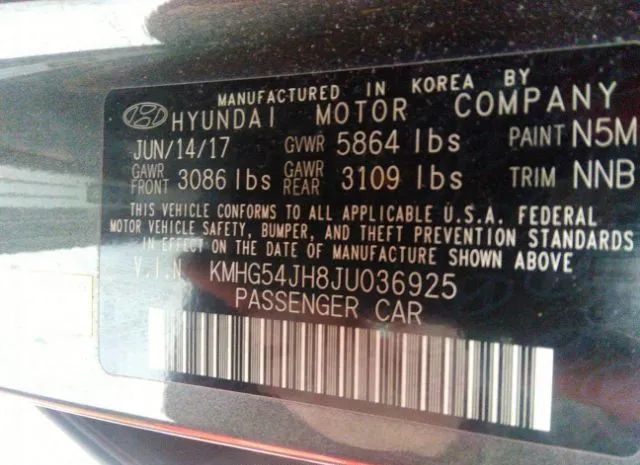 MANUFACTURED IN KOREA BY
HYUNDAI MOTOR COMPANY
JUN/14/17 GVWR 5864 lbs PAINT N5M
GAWR FRONT 3086 lbs GAWR REAR 3109 lbs TRIM NNB
THIS VEHICLE CONFORMS TO ALL APPLICABLE U.S.A. FEDERAL
MOTOR VEHICLE SAFETY, BUMPER, AND THEFT PREVENTION STANDARDS
IN EFFECT ON THE DATE OF MANUFACTURE SHOWN ABOVE.
V.I.N KMHG54JH8JU036925
PASSENGER CAR